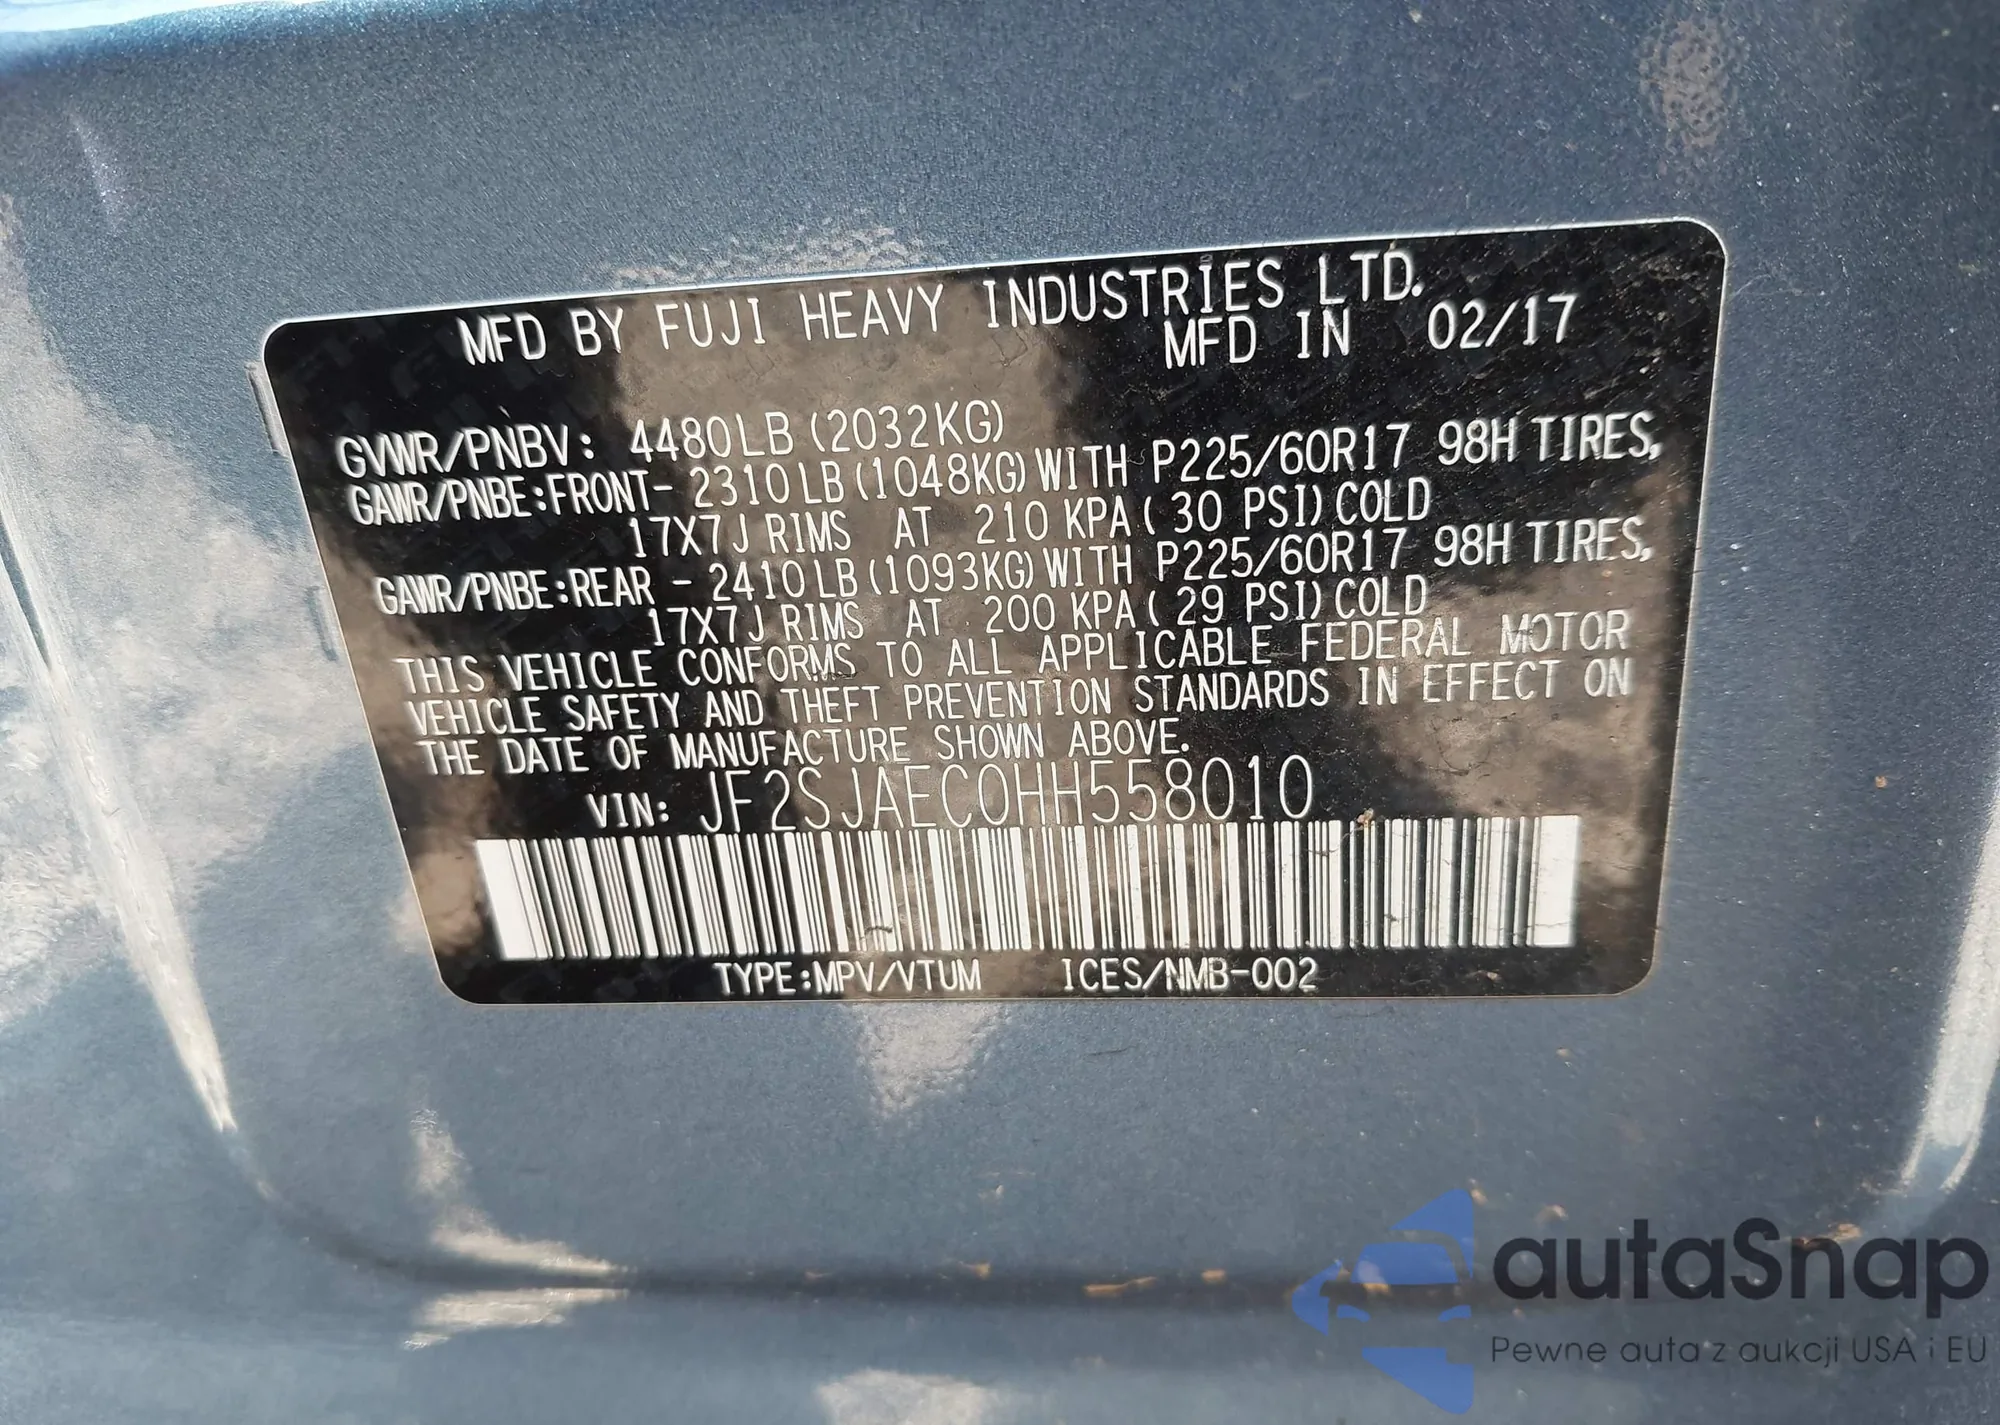 MFD BY FUJI HEAVY INDUSTRIES LTD.
MFD IN 02/17
GVWR/PNBV: 4480LB (2032KG)
GAWR/PNBE:FRONT- 2310LB (1048KG) WITH P225/60R17 98H TIRES,
17X7J RIMS AT 210 KPA ( 30 PSI) COLD
GAWR/PNBE:REAR - 2410LB (1093KG) WITH P225/60R17 98H TIRES,
17X7J RIMS AT 200 KPA ( 29 PSI) COLD
THIS VEHICLE CONFORMS TO ALL APPLICABLE FEDERAL MOTOR
VEHICLE SAFETY AND THEFT PREVENTION STANDARDS IN EFFECT ON
THE DATE OF MANUFACTURE SHOWN ABOVE.
VIN: JF2SJAEC0HH558010
TYPE:MPV/VTUM ICES/NMB-002
autaSnap
Pewne auta z aukcji USA i EU